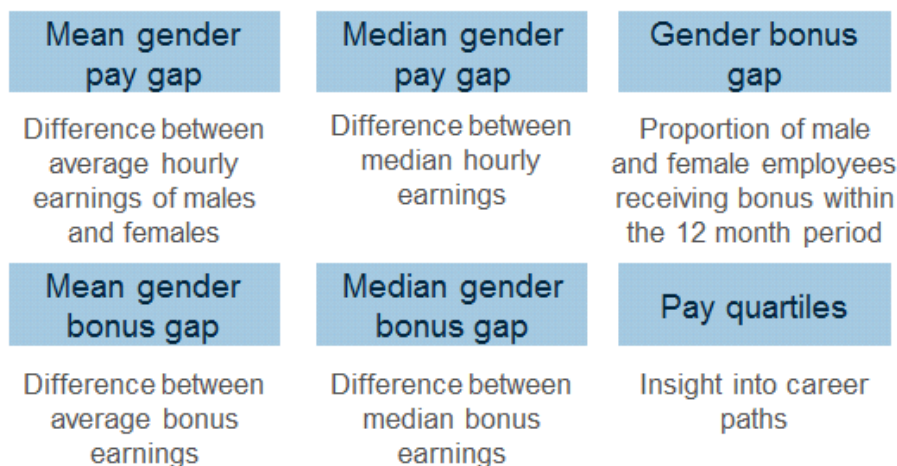 Mean gender
pay gap
Difference between
average hourly
earnings of males
and females
Median gender
pay gap
Difference between
median hourly
earnings
Gender bonus
gap
Proportion of male
and female employees
receiving bonus within
the 12 month period
Mean gender
bonus gap
Difference between
average bonus
earnings
Median gender
bonus gap
Difference between
median bonus
earnings
Pay quartiles
Insight into career
paths